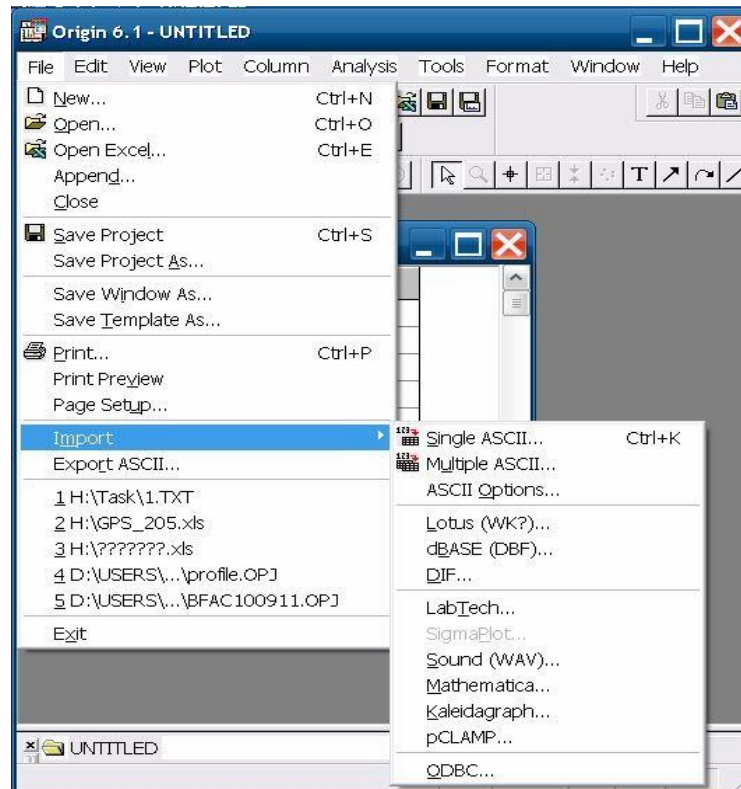 Origin 6.1 - UNTITLED
File Edit View Plot Column Analysis Tools Format Window Help
New... Ctrl+N
Open... Ctrl+O
Open Excel... Ctrl+E
Append...
Close
Save Project Ctrl+S
Save Project As...
Save Window As...
Save Template As...
Print... Ctrl+P
Print Preview
Page Setup...
Import
Export ASCII...
1 H:\Task\1.TXT
2 H:\GPS_205.xls
3 H:\???????.xls
4 D:\USERS\...\profile.OPJ
5 D:\USERS\...\BFAC100911.OPJ
Exit
Single ASCII... Ctrl+K
Multiple ASCII...
ASCII Options...
Lotus (WK?)...
dBASE (DBF)...
DIF...
LabTech...
SigmaPlot...
Sound (WAV)...
Mathematica...
Kaleidagraph...
pCLAMP...
ODBC...
T
UNTITLED